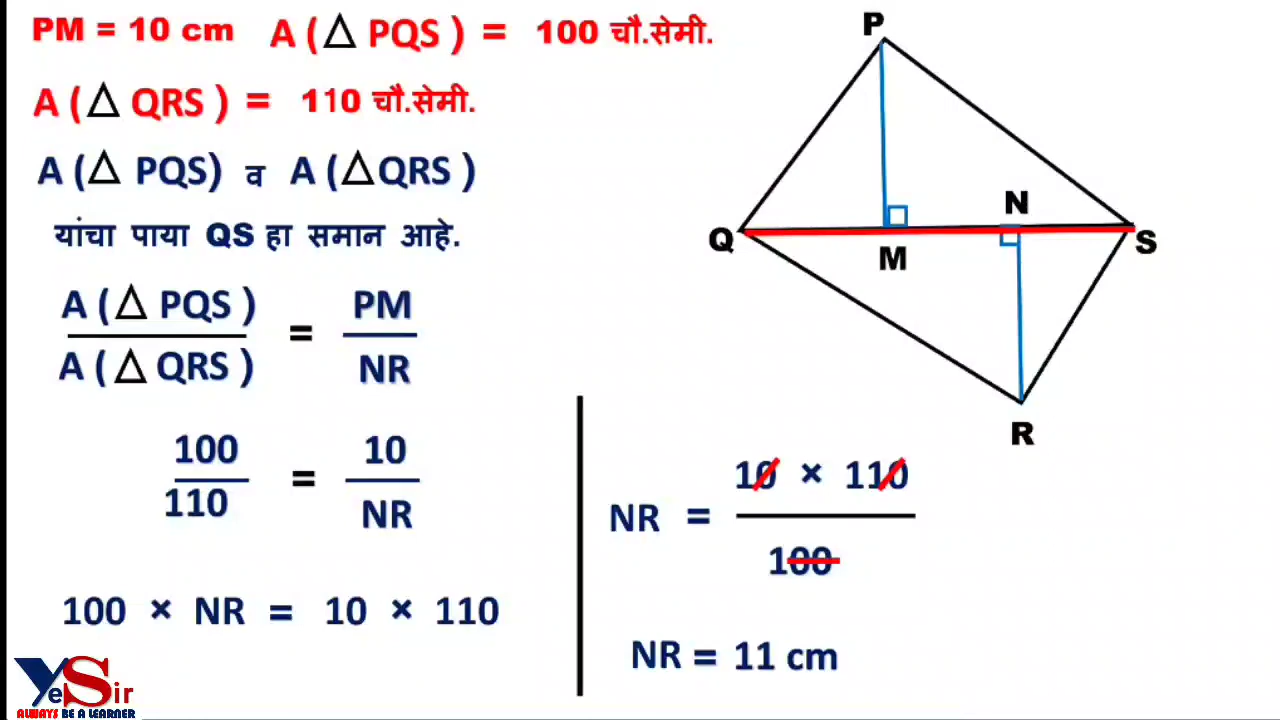 PM = 10 cm A (△ PQS ) = 100 चौ.सेमी.
A (△ QRS ) = 110 चौ.सेमी.
A (△ PQS) व A (△QRS )
यांचा पाया QS हा समान आहे.
A (△ PQS )
A (△ QRS )
=
PM
NR
100
110
=
10
NR
100 × NR = 10 × 110
NR =
10 × 110
100
NR = 11 cm
P
Q
M
N
S
R
YeSir
ALWAYS BE A LEARNER